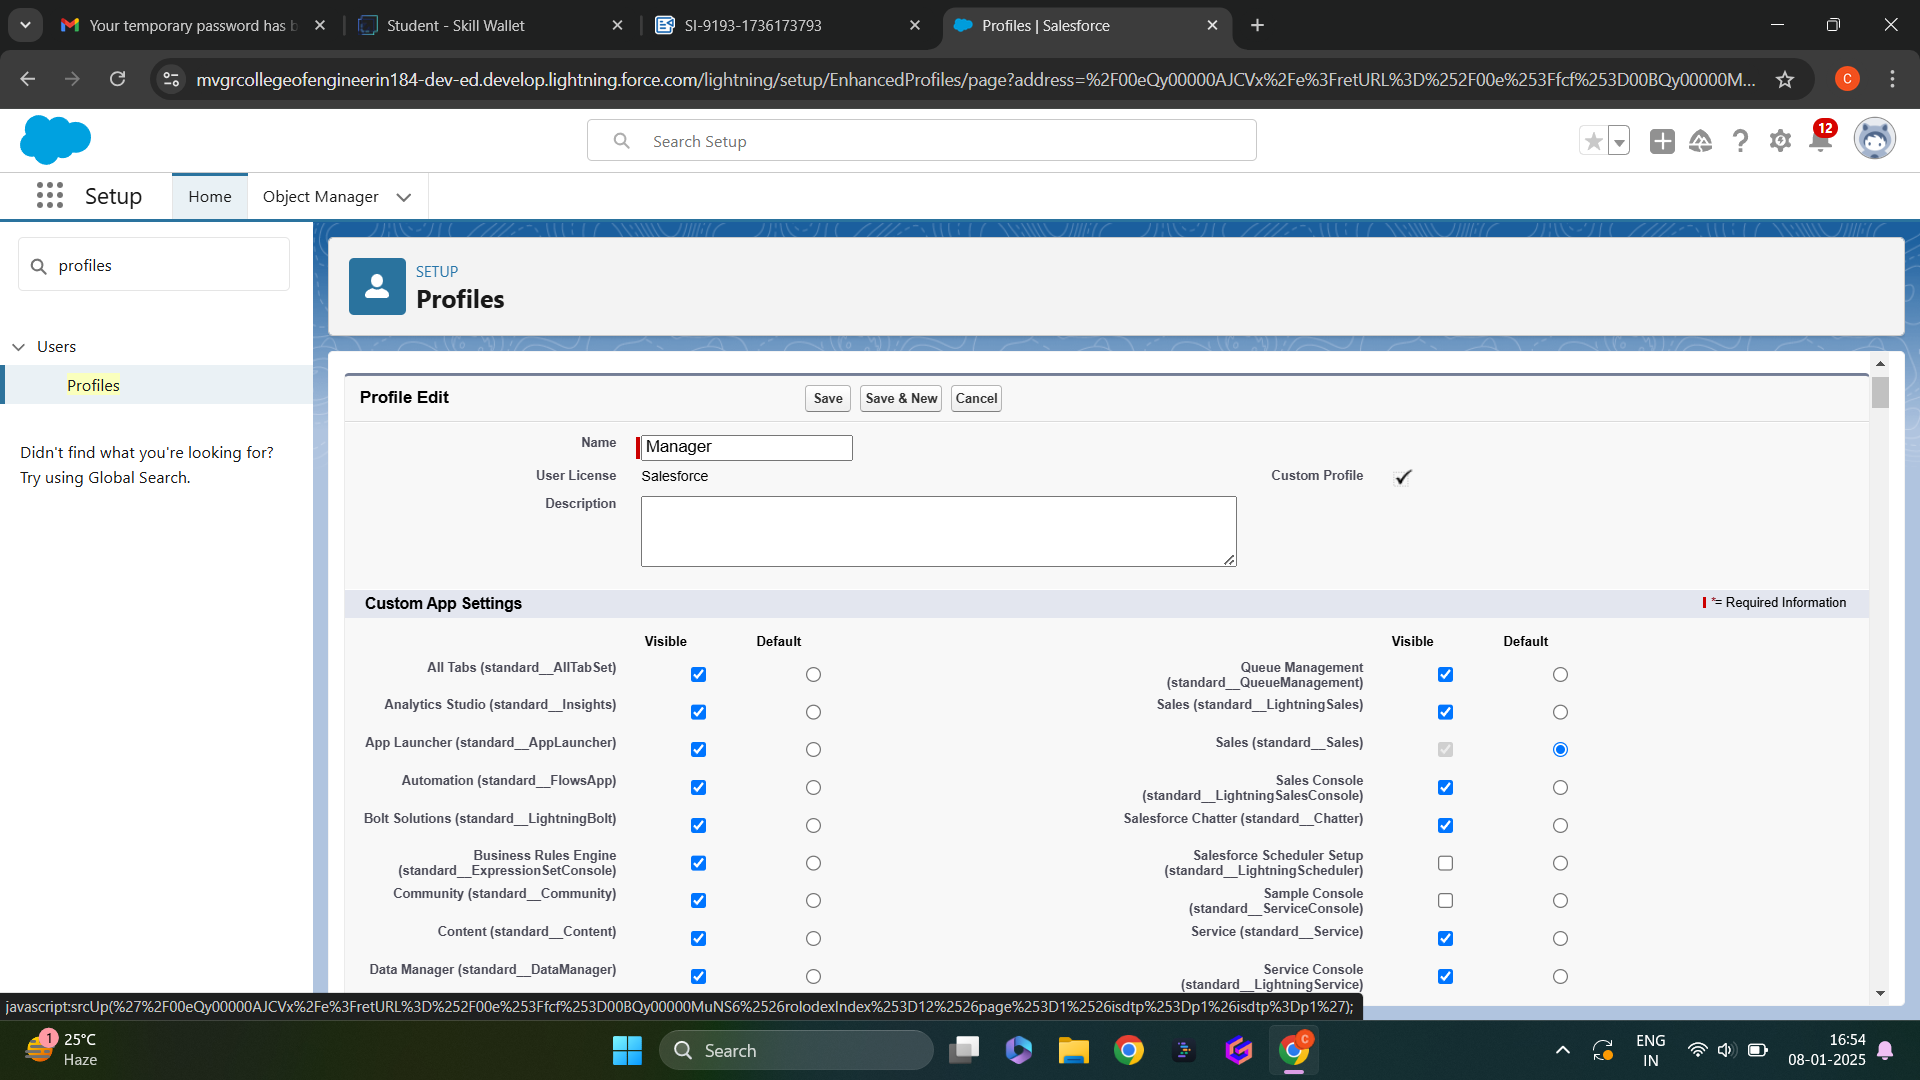 Your temporary password has b
Student - Skill Wallet
SI-9193-1736173793
Profiles | Salesforce
mvgrcollegeofengineerin184-dev-ed.develop.lightning.force.com/lightning/setup/EnhancedProfiles/page?address=%2F00eQy00000AJCVx%2Fe%3FretURL%3D%252F00e%253Ffcf%253D00BQy00000M...
C
Search Setup
12
Setup
Home
Object Manager
profiles
Users
Profiles
Didn't find what you're looking for?
Try using Global Search.
SETUP
Profiles
Profile Edit
Save
Save & New
Cancel
Name
Manager
User License
Salesforce
Custom Profile
Description
Custom App Settings
*= Required Information
Visible
Default
Visible
Default
All Tabs (standard__AllTabSet)
Queue Management
(standard__QueueManagement)
Analytics Studio (standard__Insights)
Sales (standard__LightningSales)
App Launcher (standard__AppLauncher)
Sales (standard__Sales)
Automation (standard__FlowsApp)
Sales Console
(standard__LightningSalesConsole)
Bolt Solutions (standard__LightningBolt)
Salesforce Chatter (standard__Chatter)
Business Rules Engine
(standard__ExpressionSetConsole)
Salesforce Scheduler Setup
(standard__LightningScheduler)
Community (standard__Community)
Sample Console
(standard__ServiceConsole)
Content (standard__Content)
Service (standard__Service)
Data Manager (standard__DataManager)
Service Console
(standard__LightningService)
javascript:srcUp(%27%2F00eQy00000AJCVx%2Fe%3FretURL%3D%252F00e%253Ffcf%253D00BQy00000MuNS6%2526rolodexIndex%253D12%2526page%253D1%2526isdtp%253Dp1%26isdtp%3Dp1%27);
1
25°C
Haze
Search
C
ENG
IN
16:54
08-01-2025